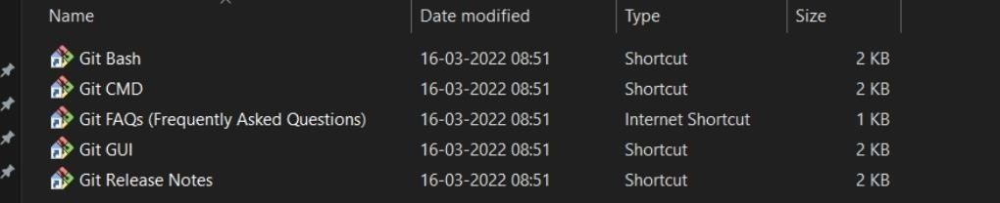 Name Date modified Type Size
Git Bash 16-03-2022 08:51 Shortcut 2 KB
Git CMD 16-03-2022 08:51 Shortcut 2 KB
Git FAQs (Frequently Asked Questions) 16-03-2022 08:51 Internet Shortcut 1 KB
Git GUI 16-03-2022 08:51 Shortcut 2 KB
Git Release Notes 16-03-2022 08:51 Shortcut 2 KB